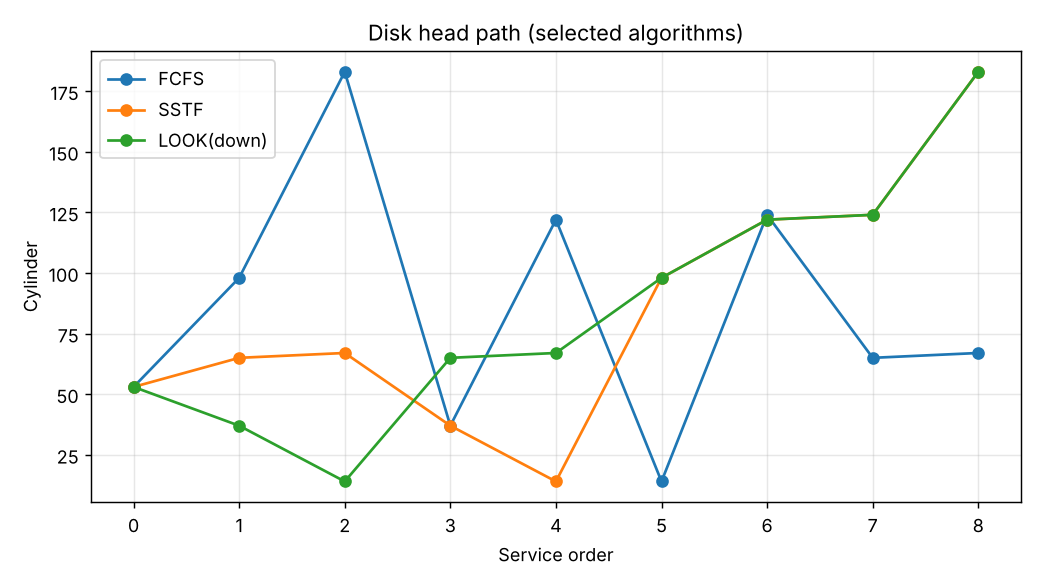 Disk head path (selected algorithms)
FCFS
SSTF
LOOK(down)
Cylinder
175
150
125
100
75
50
25
0 1 2 3 4 5 6 7 8
Service order